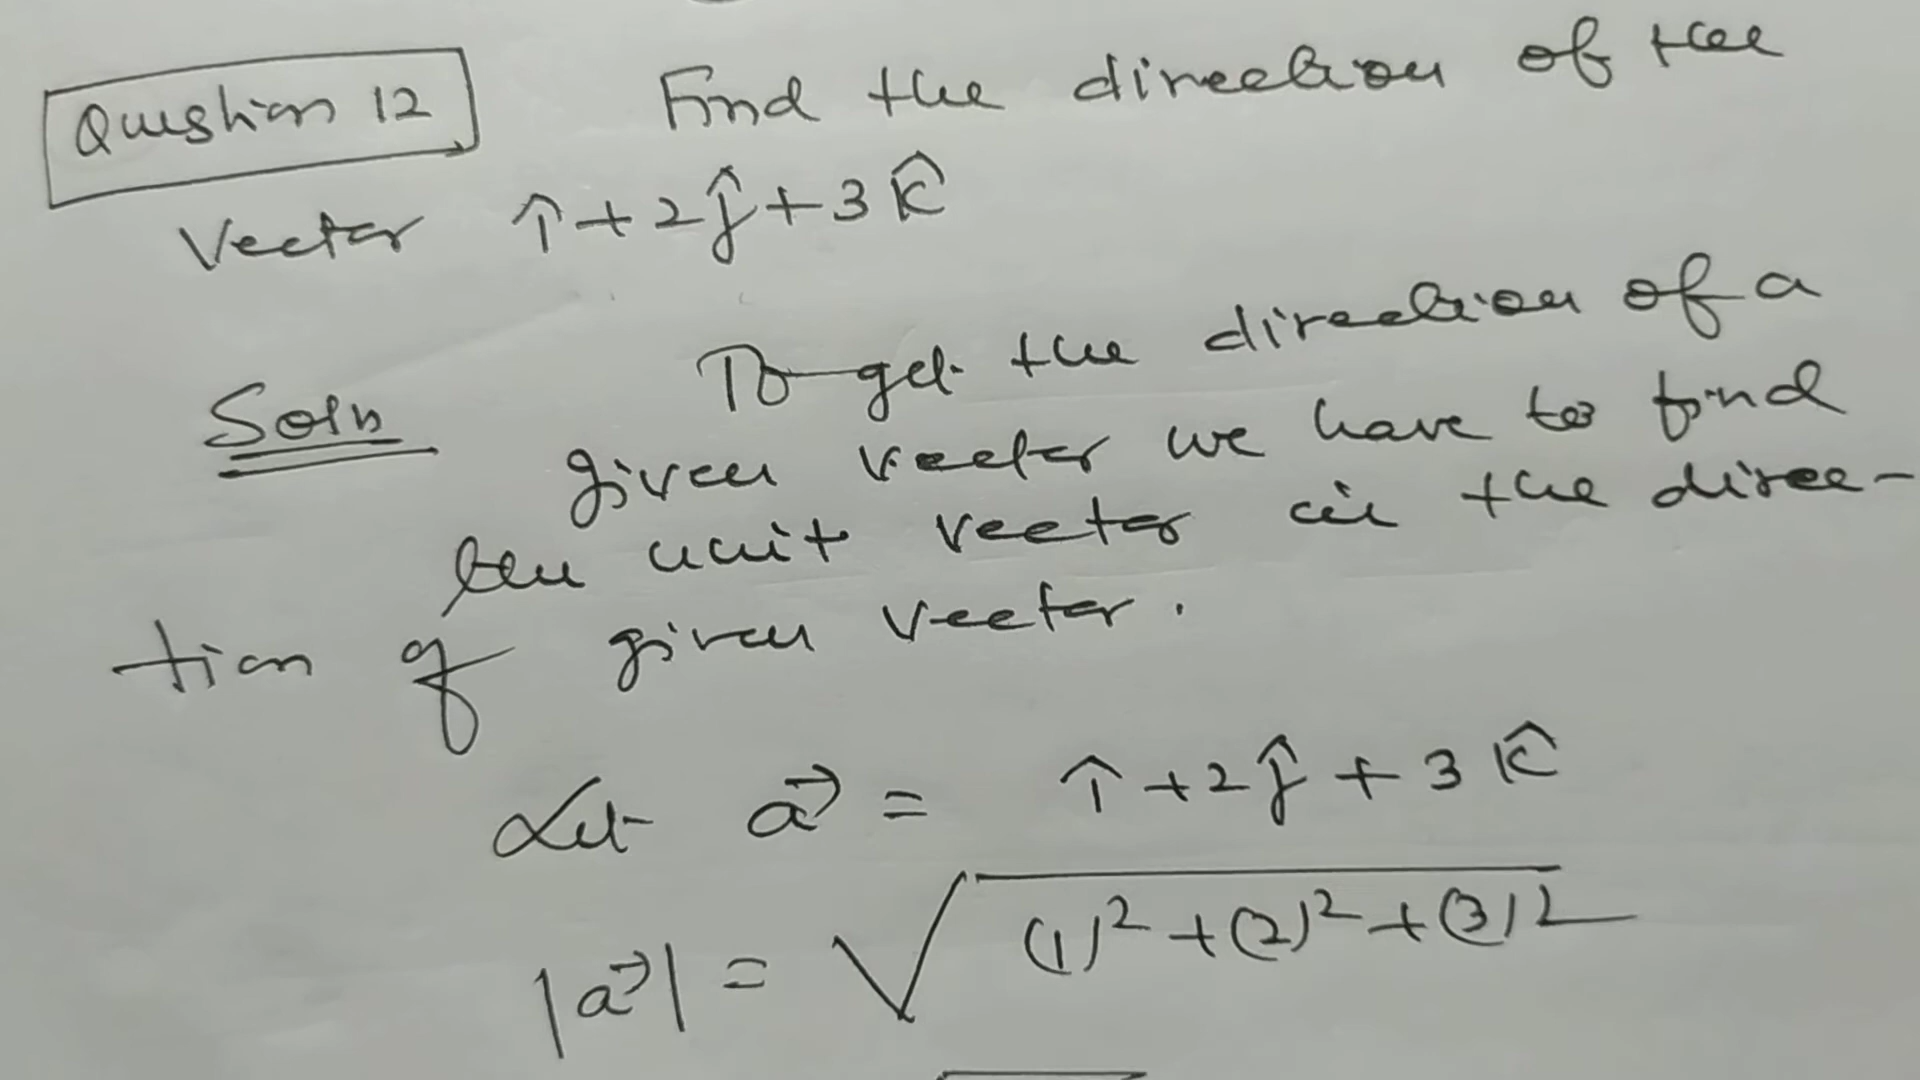 Question 12 Find the direction of the
Vector î + 2ĵ + 3k̂
Soln To get the direction of a
given vector we have to find
the unit vector in the direc-
tion of given vector.
Let a⃗ = î + 2ĵ + 3k̂
|a⃗| = √(1)² + (2)² + (3)²